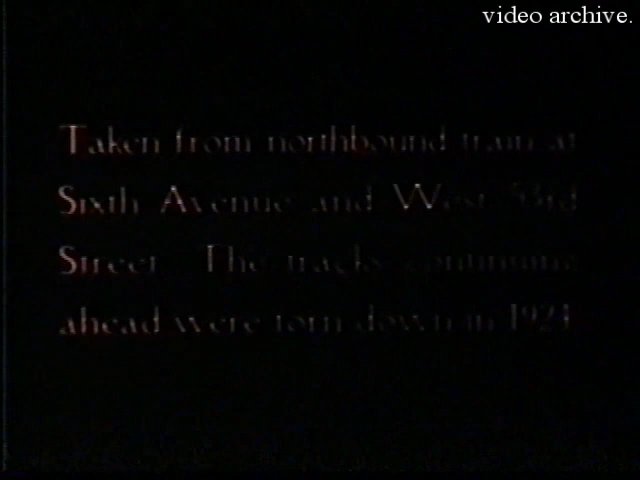 video archive.
Taken from northbound train at
Sixth Avenue and West 53rd
Street. The tracks continuing
ahead were torn down in 1924